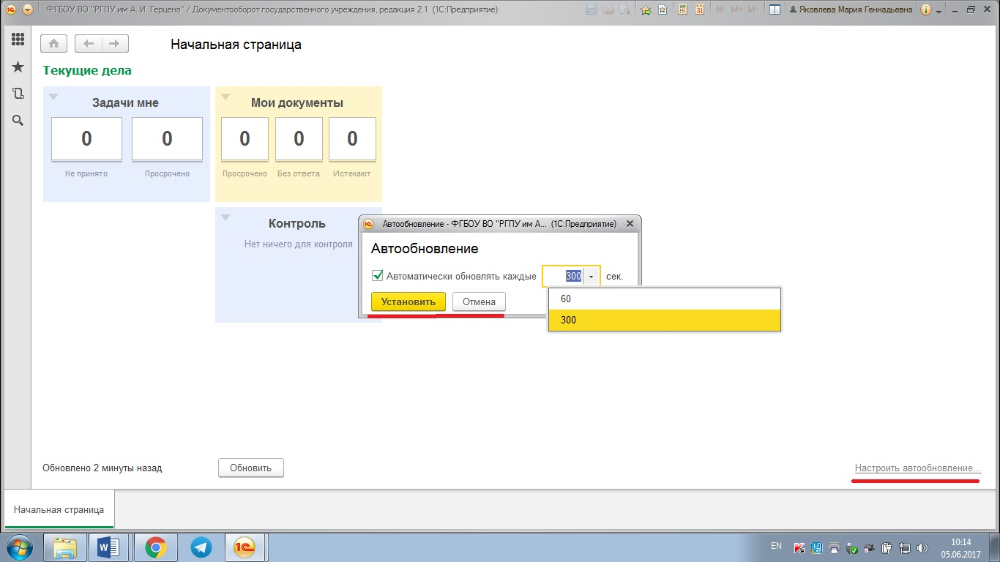 ФГБОУ ВО "РГПУ им А. И. Герцена" / Документооборот государственного учреждения, редакция 2.1 (1С:Предприятие)
M M+ M-
Яковлева Мария Геннадьевна
Начальная страница
Текущие дела
Задачи мне
0 0
Не принято Просрочено
Мои документы
0 0 0
Просрочено Без ответа Истекают
Контроль
Нет ничего для контроля
Автообновление - ФГБОУ ВО "РГПУ им А... (1С:Предприятие)
Автообновление
Автоматически обновлять каждые 300 сек.
Установить Отмена
60
300
Обновлено 2 минуты назад Обновить Настроить автообновление...
Начальная страница
EN 10:14
05.06.2017